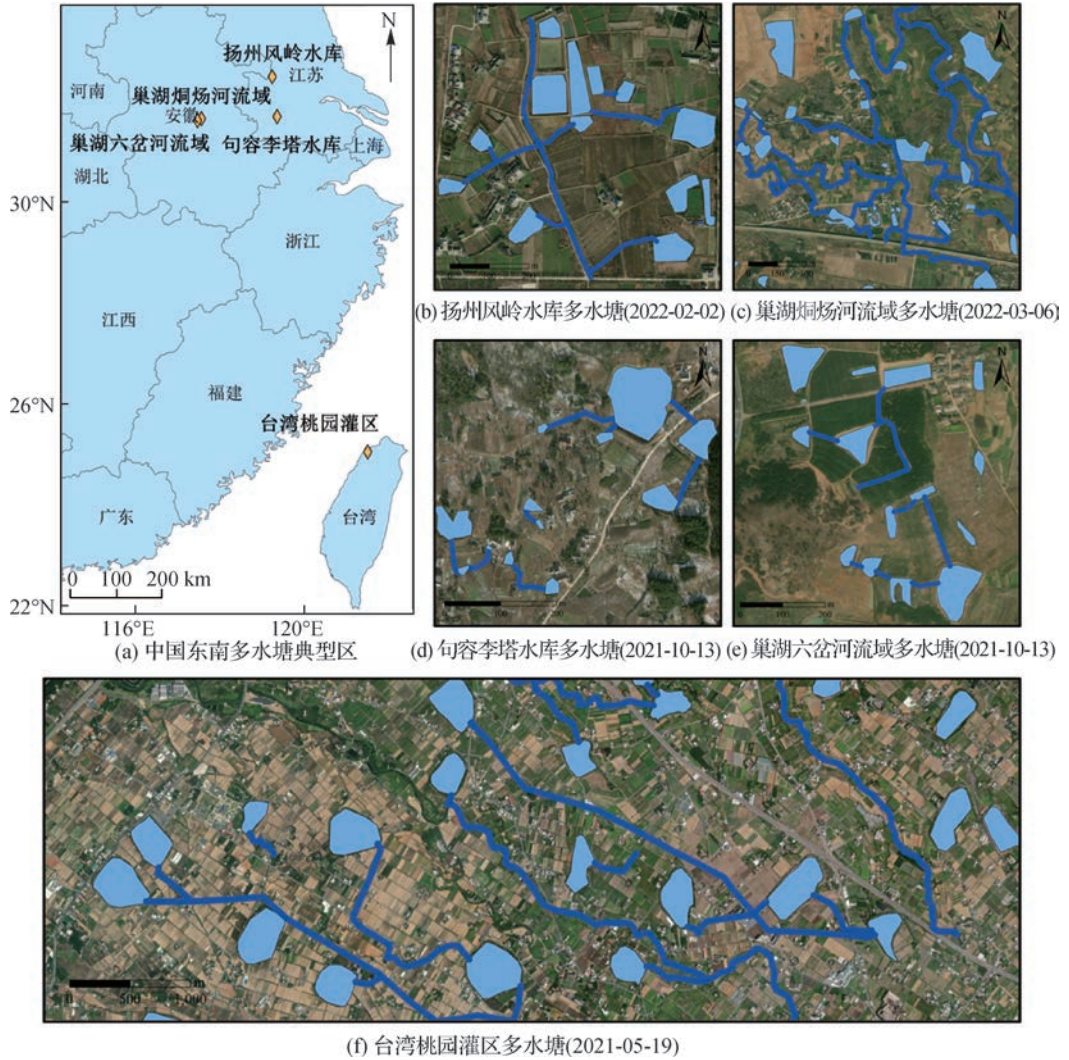 N
扬州风岭水库
江苏
河南
巢湖烔炀河流域
安徽
巢湖六岔河流域
句容李塔水库
上海
湖北
30°N
浙江
江西
福建
26°N
台湾桃园灌区
广东
台湾
0 100 200 km
22°N
116°E
120°E
(a) 中国东南多水塘典型区
N
(b) 扬州风岭水库多水塘(2022-02-02)
N
(c) 巢湖烔炀河流域多水塘(2022-03-06)
N
(d) 句容李塔水库多水塘(2021-10-13)
N
(e) 巢湖六岔河流域多水塘(2021-10-13)
m
0 500 1,000
(f) 台湾桃园灌区多水塘(2021-05-19)